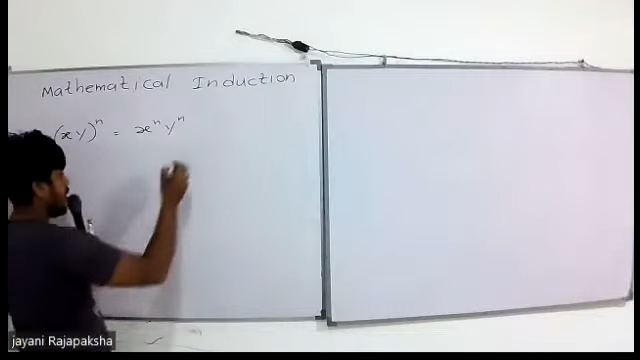 Mathematical Induction
(xy)ⁿ = xⁿyⁿ
jayani Rajapaksha